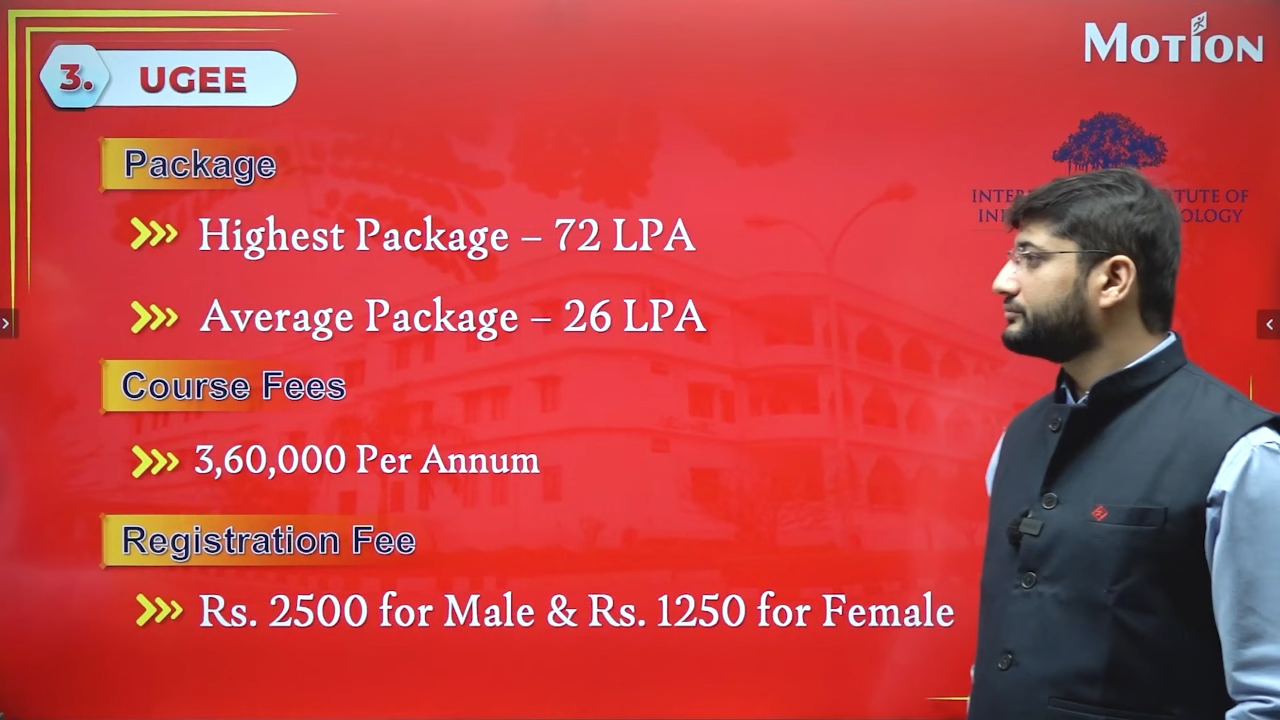 3. UGEE
MOTION
Package
Highest Package – 72 LPA
Average Package – 26 LPA
Course Fees
3,60,000 Per Annum
Registration Fee
Rs. 2500 for Male & Rs. 1250 for Female
OF